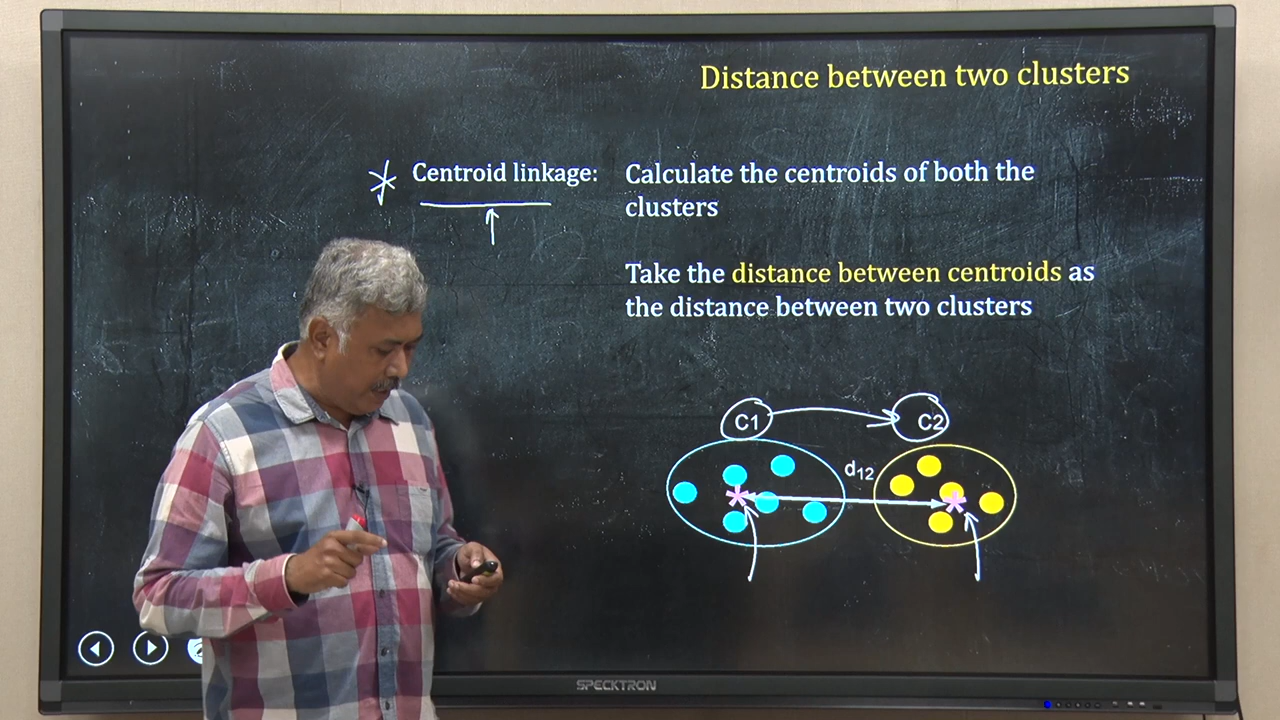 Distance between two clusters
* Centroid linkage: Calculate the centroids of both the
clusters
Take the distance between centroids as
the distance between two clusters
C1 C2
d12
SPECKTRON